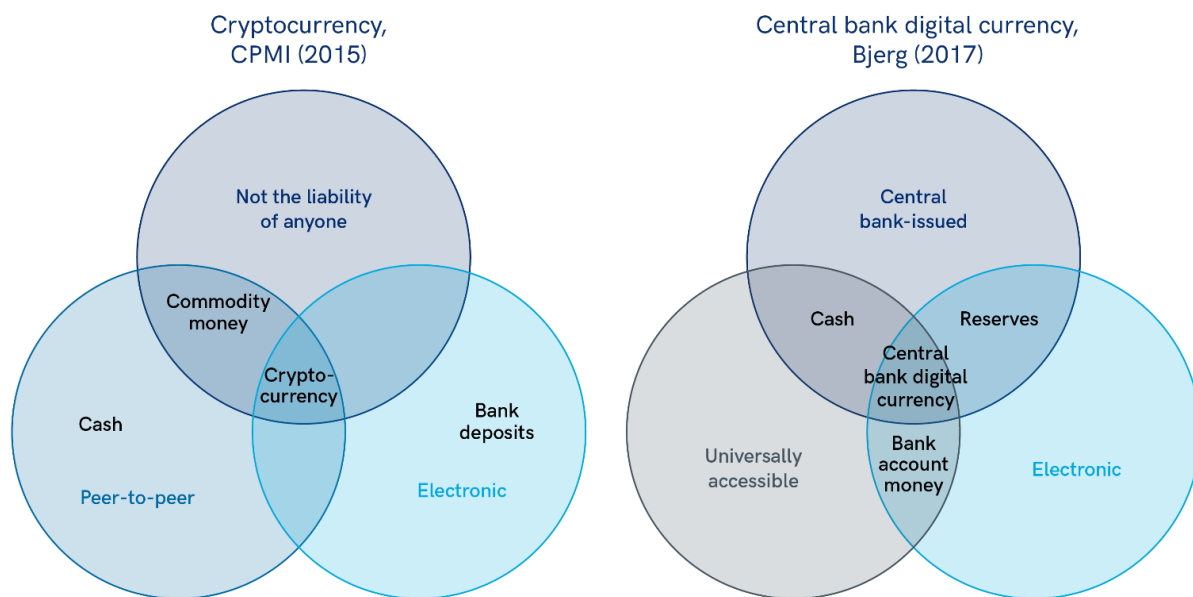 Cryptocurrency,
CPMI (2015)
Not the liability
of anyone
Commodity
money
Crypto-
currency
Cash
Bank
deposits
Peer-to-peer
Electronic
Central bank digital currency,
Bjerg (2017)
Central
bank-issued
Cash
Reserves
Central
bank digital
currency
Bank
account
money
Universally
accessible
Electronic